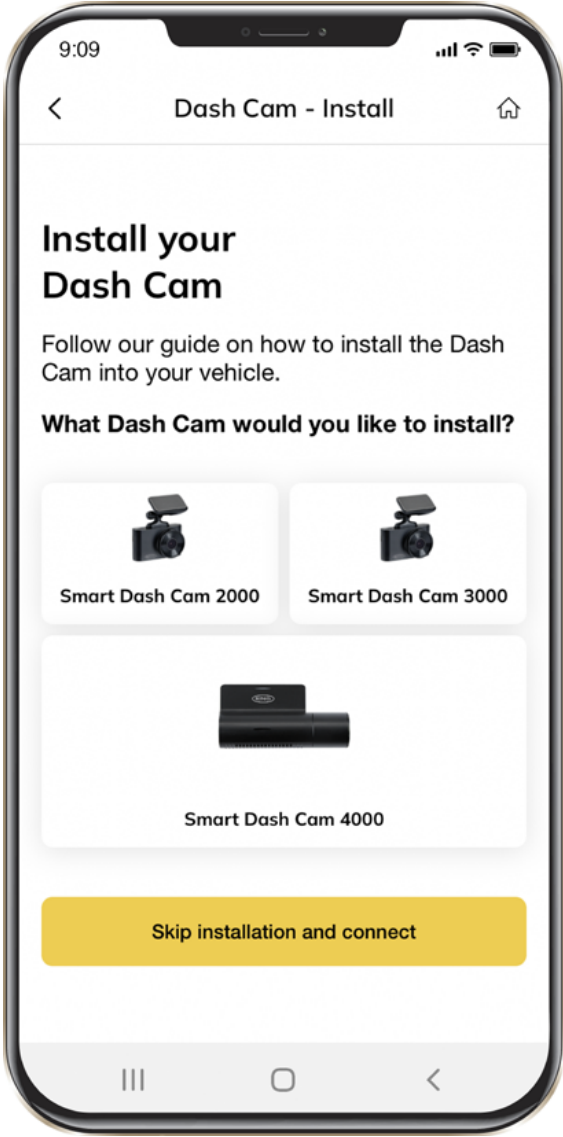 9:09
Dash Cam - Install
Install your
Dash Cam
Follow our guide on how to install the Dash
Cam into your vehicle.
What Dash Cam would you like to install?
Smart Dash Cam 2000
Smart Dash Cam 3000
Smart Dash Cam 4000
Skip installation and connect